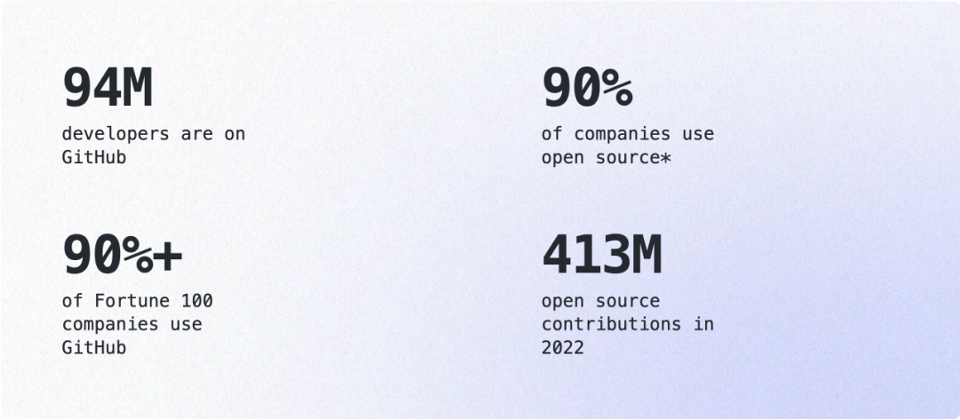 94M
developers are on
GitHub
90%
of companies use
open source*
90%+
of Fortune 100
companies use
GitHub
413M
open source
contributions in
2022